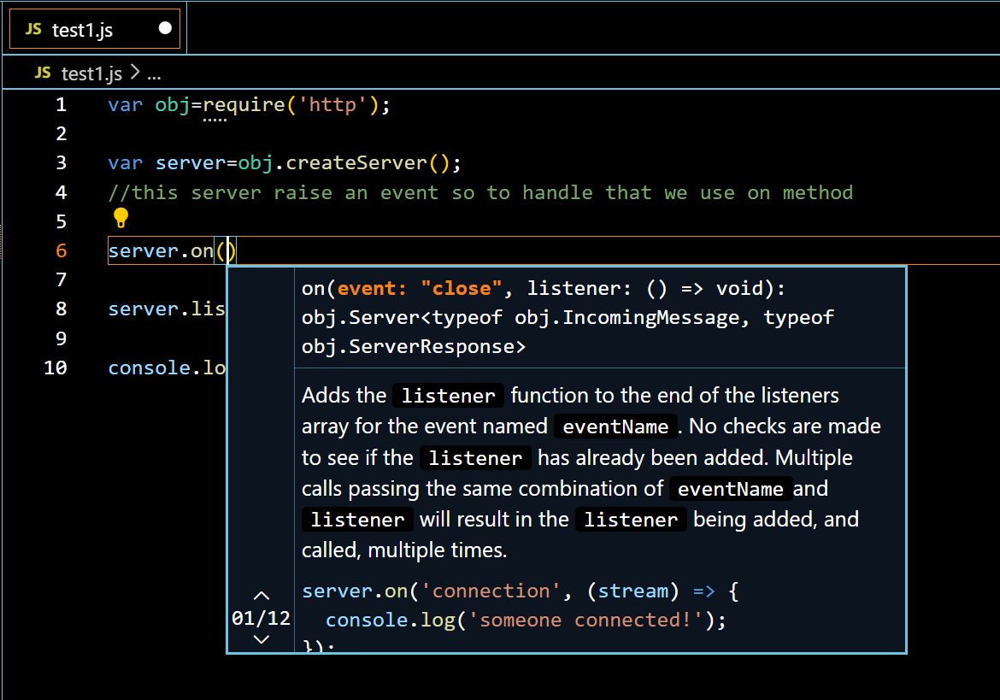 JS test1.js
JS test1.js > ...
1 var obj=require('http');
2
3 var server=obj.createServer();
4 //this server raise an event so to handle that we use on method
5
6 server.on()
7
8 server.lis
9
10 console.lo
on(event: "close", listener: () => void):
obj.Server<typeof obj.IncomingMessage, typeof
obj.ServerResponse>
Adds the listener function to the end of the listeners
array for the event named eventName. No checks are made
to see if the listener has already been added. Multiple
calls passing the same combination of eventName and
listener will result in the listener being added, and
called, multiple times.
server.on('connection', (stream) => {
  console.log('someone connected!');
});
01/12